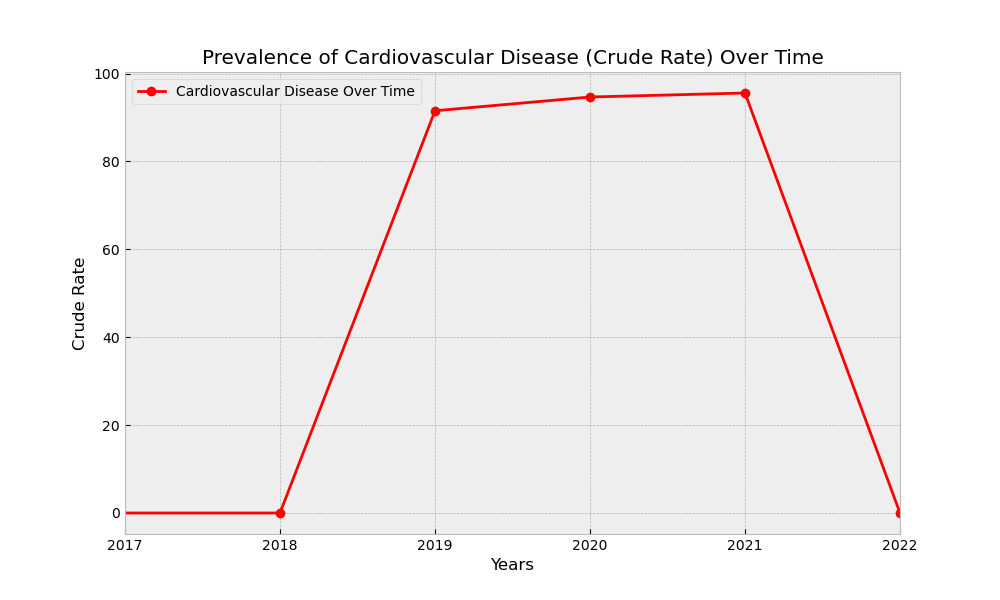 Prevalence of Cardiovascular Disease (Crude Rate) Over Time
Cardiovascular Disease Over Time
100
80
60
40
20
0
Crude Rate
2017 2018 2019 2020 2021 2022
Years